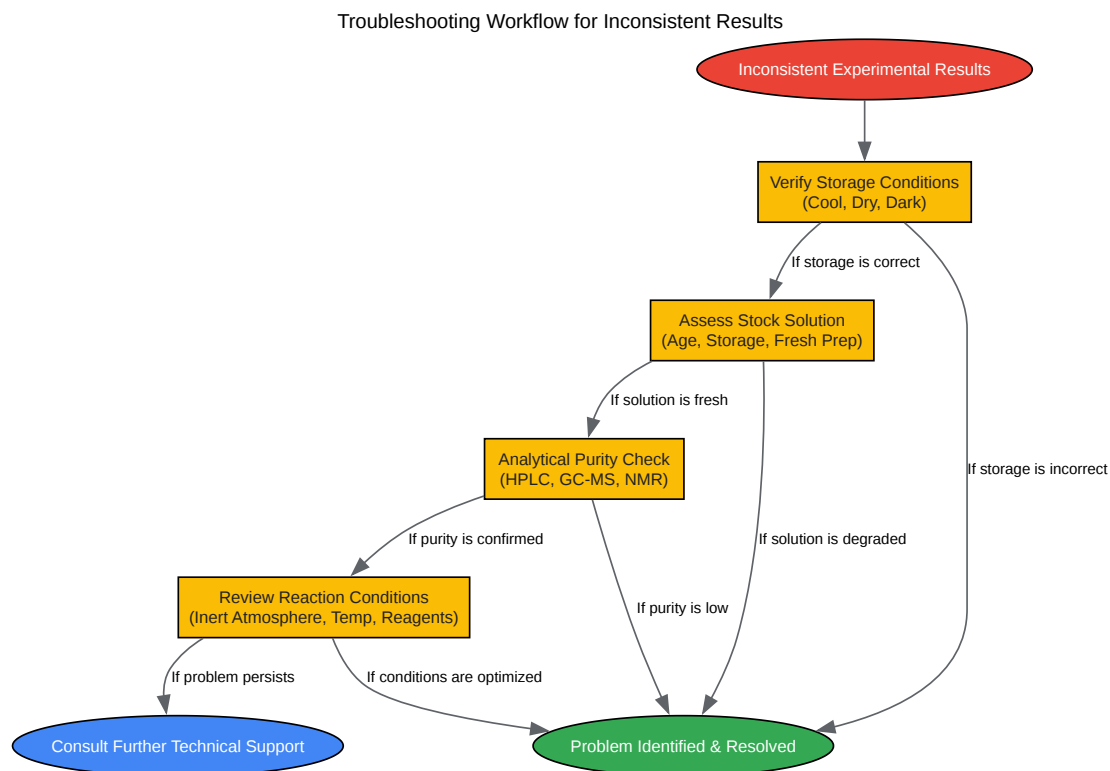 Troubleshooting Workflow for Inconsistent Results
Inconsistent Experimental Results
Verify Storage Conditions
(Cool, Dry, Dark)
If storage is correct
Assess Stock Solution
(Age, Storage, Fresh Prep)
If solution is fresh
Analytical Purity Check
(HPLC, GC-MS, NMR)
If storage is incorrect
If purity is confirmed
If solution is degraded
Review Reaction Conditions
(Inert Atmosphere, Temp, Reagents)
If purity is low
If problem persists
If conditions are optimized
Consult Further Technical Support
Problem Identified & Resolved